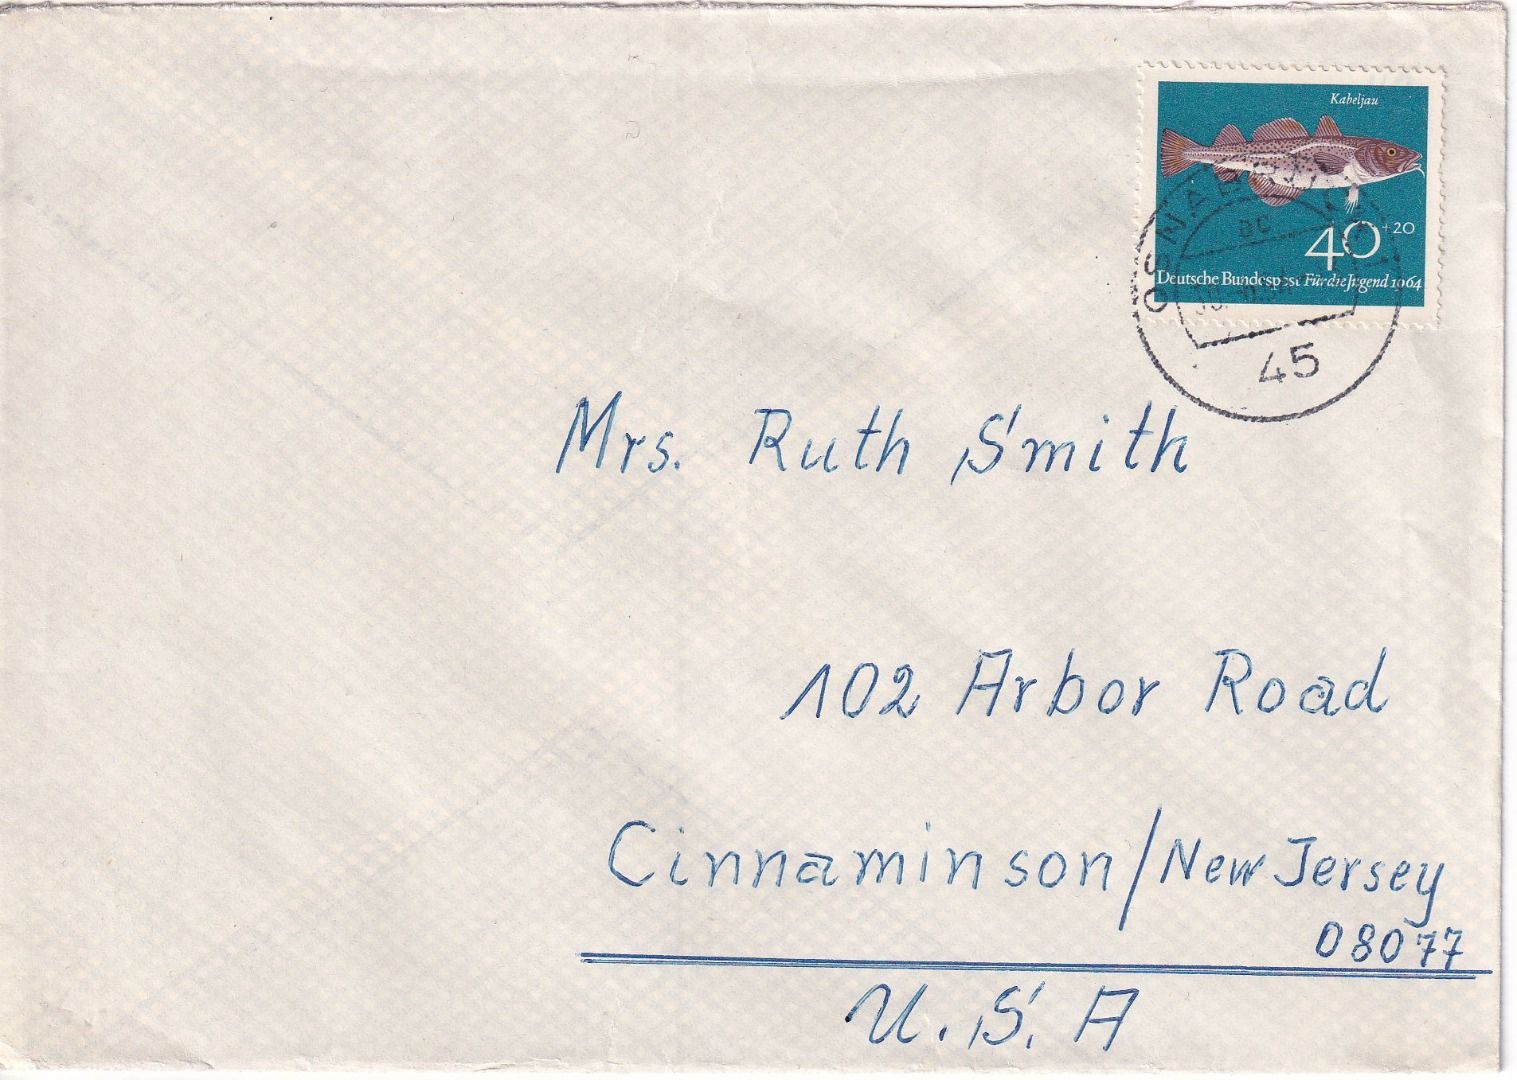 Kabeljau
40 +20
Deutsche Bundespost Für die Jugend 1964
OSNABRÜCK
45
Mrs. Ruth Smith
102 Arbor Road
Cinnaminson/New Jersey
08077
U.S.A